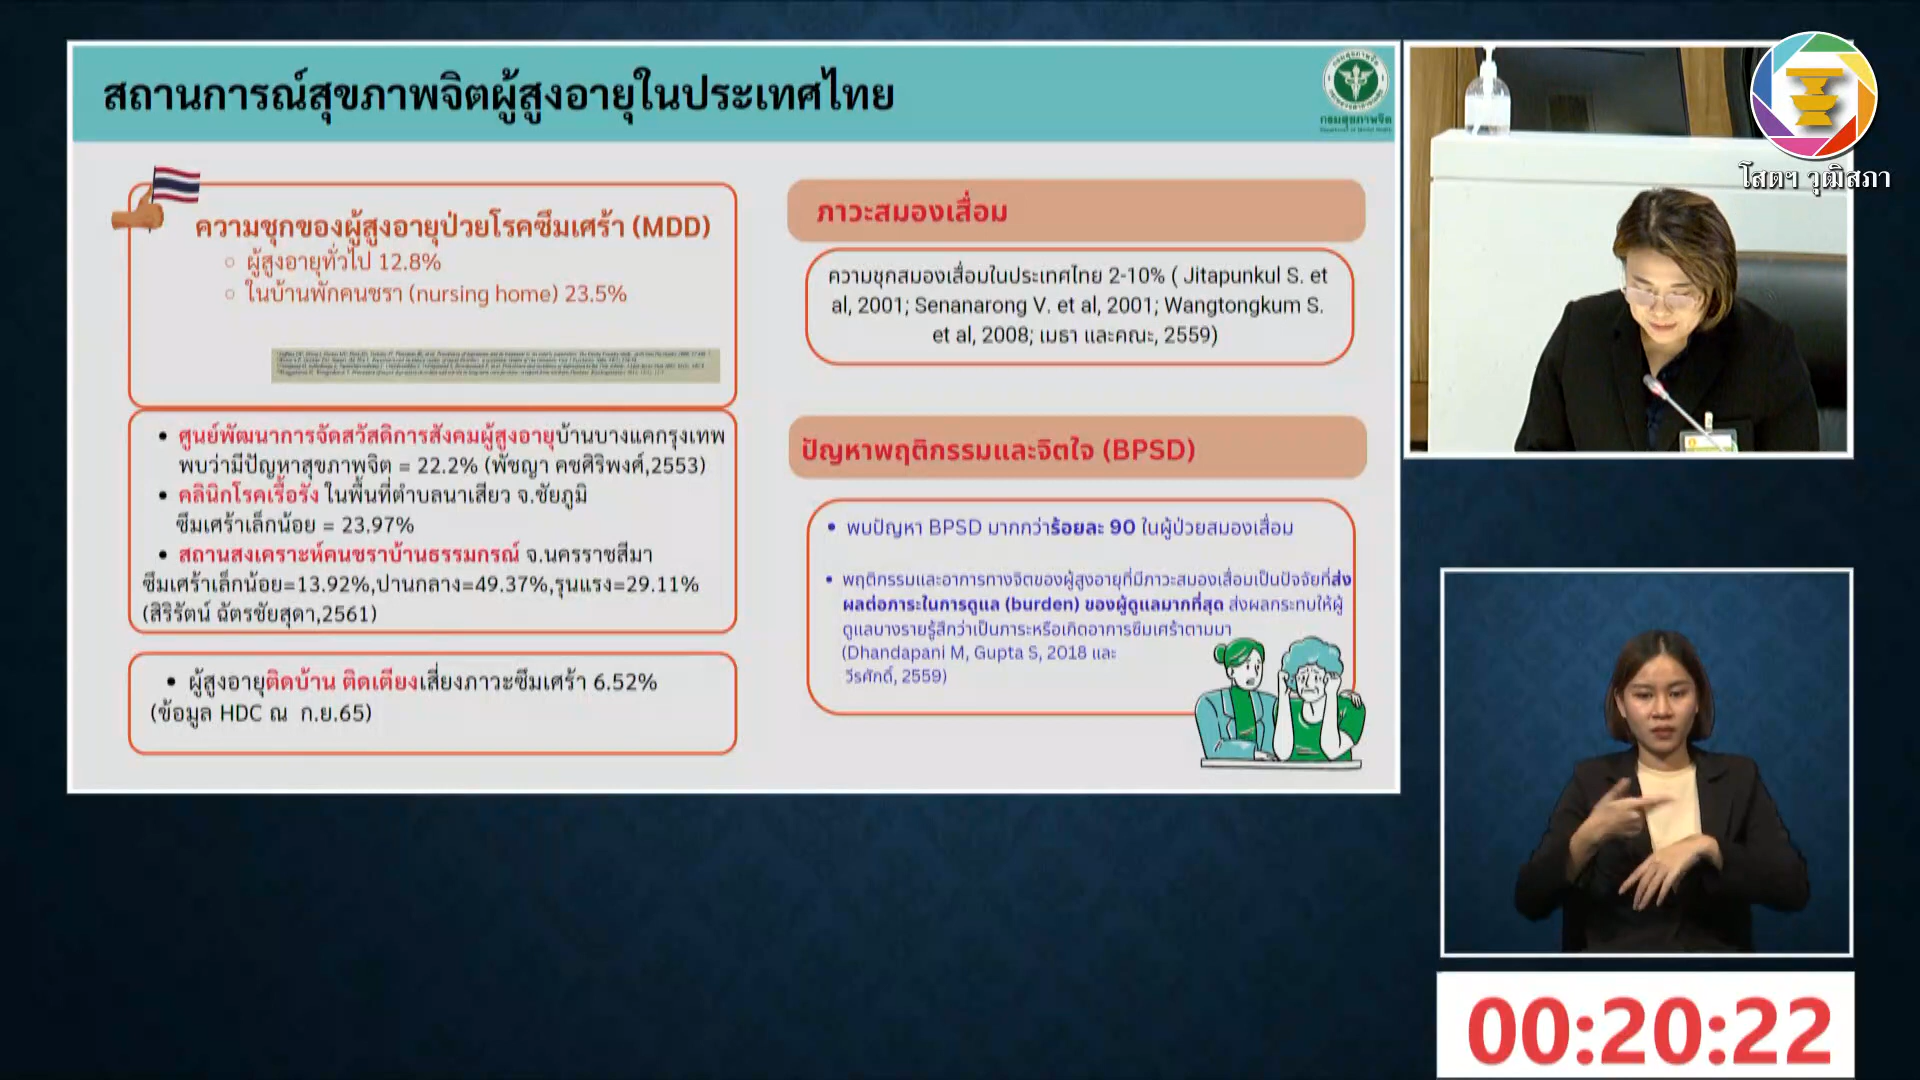 สถานการณ์สุขภาพจิตผู้สูงอายุในประเทศไทย
กรมสุขภาพจิต
โสตฯ วุฒิสภา
ความชุกของผู้สูงอายุป่วยโรคซึมเศร้า (MDD)
ผู้สูงอายุทั่วไป 12.8%
ในบ้านพักคนชรา (nursing home) 23.5%
• ศูนย์พัฒนาการจัดสวัสดิการสังคมผู้สูงอายุบ้านบางแคกรุงเทพ
พบว่ามีปัญหาสุขภาพจิต = 22.2% (พัชญา คชศิริพงศ์,2553)
• คลินิกโรคเรื้อรัง ในพื้นที่ตำบลนาเสียว จ.ชัยภูมิ
ซึมเศร้าเล็กน้อย = 23.97%
• สถานสงเคราะห์คนชราบ้านธรรมกรณ์ จ.นครราชสีมา
ซึมเศร้าเล็กน้อย=13.92%,ปานกลาง=49.37%,รุนแรง=29.11%
(สิริรัตน์ ฉัตรชัยสุดา,2561)
• ผู้สูงอายุติดบ้าน ติดเตียงเสี่ยงภาวะซึมเศร้า 6.52%
(ข้อมูล HDC ณ ก.ย.65)
ภาวะสมองเสื่อม
ความชุกสมองเสื่อมในประเทศไทย 2-10% ( Jitapunkul S. et
al, 2001; Senanarong V. et al, 2001; Wangtongkum S.
et al, 2008; เมธา และคณะ, 2559)
ปัญหาพฤติกรรมและจิตใจ (BPSD)
• พบปัญหา BPSD มากกว่าร้อยละ 90 ในผู้ป่วยสมองเสื่อม
• พฤติกรรมและอาการทางจิตของผู้สูงอายุที่มีภาวะสมองเสื่อมเป็นปัจจัยที่ส่ง
ผลต่อภาระในการดูแล (burden) ของผู้ดูแลมากที่สุด ส่งผลกระทบให้ผู้
ดูแลบางรายรู้สึกว่าเป็นภาระหรือเกิดอาการซึมเศร้าตามมา
(Dhandapani M, Gupta S, 2018 และ
วีรศักดิ์, 2559)
00:20:22